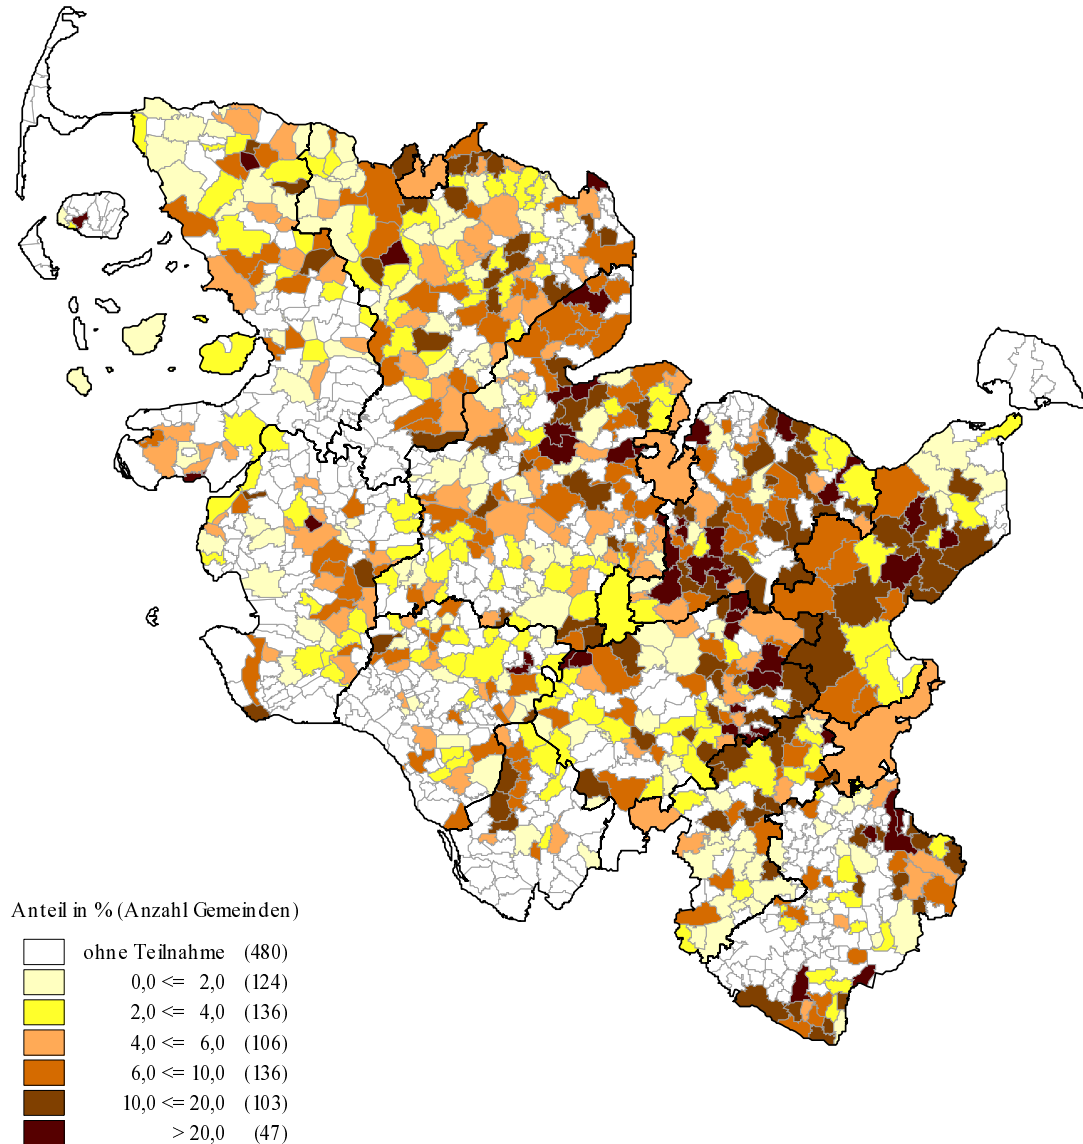 Anteil in % (Anzahl Gemeinden)
ohne Teilnahme (480)
0,0 <= 2,0 (124)
2,0 <= 4,0 (136)
4,0 <= 6,0 (106)
6,0 <= 10,0 (136)
10,0 <= 20,0 (103)
> 20,0 (47)